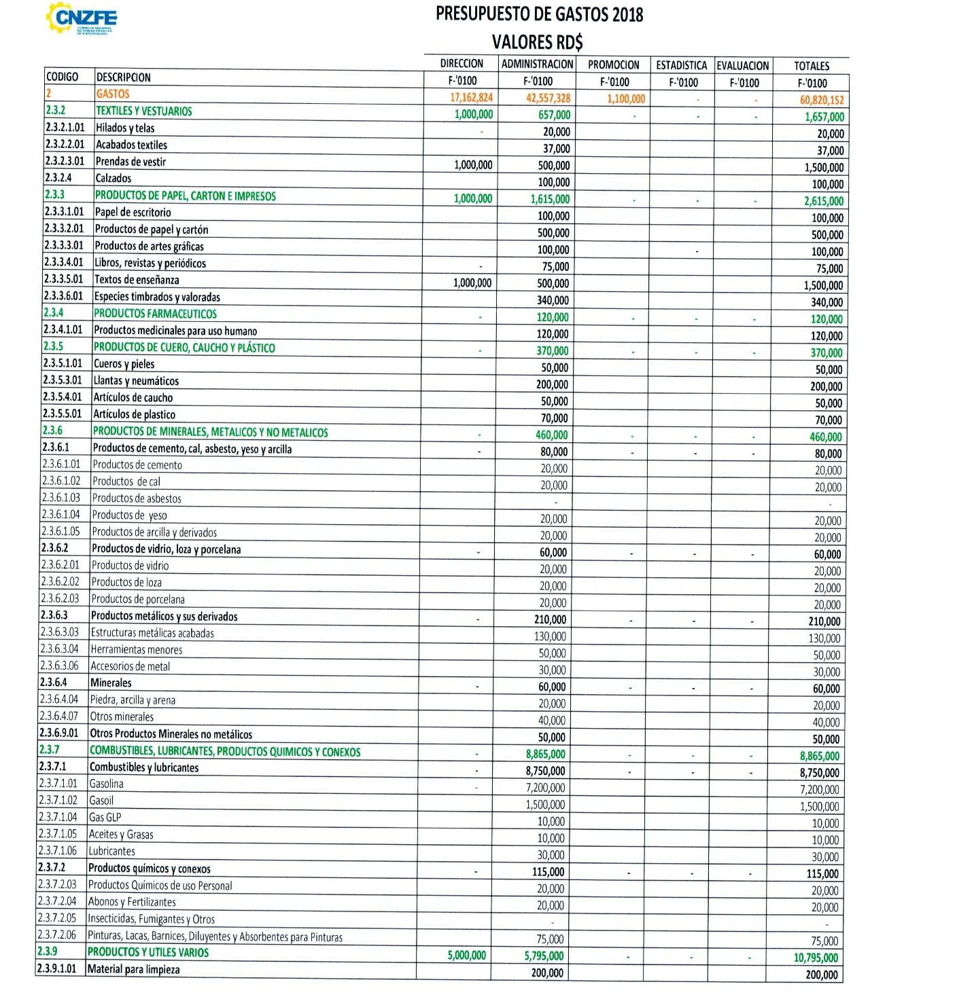 CNZFE
CONSEJO NACIONAL
DE ZONAS FRANCAS
DE EXPORTACIÓN
PRESUPUESTO DE GASTOS 2018
VALORES RD$
DIRECCION ADMINISTRACION PROMOCION ESTADISTICA EVALUACION TOTALES
CODIGO DESCRIPCION F-'0100 F-'0100 F-'0100 F-'0100 F-'0100 F-'0100
2 GASTOS 17,162,824 42,557,328 1,100,000 - - 60,820,152
2.3.2 TEXTILES Y VESTUARIOS 1,000,000 657,000 - - - 1,657,000
2.3.2.1.01 Hilados y telas - 20,000 20,000
2.3.2.2.01 Acabados textiles 37,000 37,000
2.3.2.3.01 Prendas de vestir 1,000,000 500,000 1,500,000
2.3.2.4 Calzados 100,000 100,000
2.3.3 PRODUCTOS DE PAPEL, CARTON E IMPRESOS 1,000,000 1,615,000 - - - 2,615,000
2.3.3.1.01 Papel de escritorio 100,000 100,000
2.3.3.2.01 Productos de papel y cartón 500,000 500,000
2.3.3.3.01 Productos de artes gráficas 100,000 - 100,000
2.3.3.4.01 Libros, revistas y periódicos - 75,000 75,000
2.3.3.5.01 Textos de enseñanza 1,000,000 500,000 1,500,000
2.3.3.6.01 Especies timbrados y valoradas 340,000 340,000
2.3.4 PRODUCTOS FARMACEUTICOS - 120,000 - - - 120,000
2.3.4.1.01 Productos medicinales para uso humano 120,000 120,000
2.3.5 PRODUCTOS DE CUERO, CAUCHO Y PLÁSTICO - 370,000 - - - 370,000
2.3.5.1.01 Cueros y pieles 50,000 50,000
2.3.5.3.01 Llantas y neumáticos 200,000 200,000
2.3.5.4.01 Artículos de caucho 50,000 50,000
2.3.5.5.01 Artículos de plastico 70,000 70,000
2.3.6 PRODUCTOS DE MINERALES, METALICOS Y NO METALICOS - 460,000 - - - 460,000
2.3.6.1 Productos de cemento, cal, asbesto, yeso y arcilla - 80,000 - - - 80,000
2.3.6.1.01 Productos de cemento 20,000 20,000
2.3.6.1.02 Productos de cal 20,000 20,000
2.3.6.1.03 Productos de asbestos - -
2.3.6.1.04 Productos de yeso 20,000 20,000
2.3.6.1.05 Productos de arcilla y derivados 20,000 20,000
2.3.6.2 Productos de vidrio, loza y porcelana - 60,000 - - - 60,000
2.3.6.2.01 Productos de vidrio 20,000 20,000
2.3.6.2.02 Productos de loza 20,000 20,000
2.3.6.2.03 Productos de porcelana 20,000 20,000
2.3.6.3 Productos metálicos y sus derivados - 210,000 - - - 210,000
2.3.6.3.03 Estructuras metálicas acabadas 130,000 130,000
2.3.6.3.04 Herramientas menores 50,000 50,000
2.3.6.3.06 Accesorios de metal 30,000 30,000
2.3.6.4 Minerales - 60,000 - - - 60,000
2.3.6.4.04 Piedra, arcilla y arena 20,000 20,000
2.3.6.4.07 Otros minerales 40,000 40,000
2.3.6.9.01 Otros Productos Minerales no metálicos 50,000 50,000
2.3.7 COMBUSTIBLES, LUBRICANTES, PRODUCTOS QUIMICOS Y CONEXOS - 8,865,000 - - - 8,865,000
2.3.7.1 Combustibles y lubricantes - 8,750,000 - - - 8,750,000
2.3.7.1.01 Gasolina - 7,200,000 7,200,000
2.3.7.1.02 Gasoil 1,500,000 1,500,000
2.3.7.1.04 Gas GLP 10,000 10,000
2.3.7.1.05 Aceites y Grasas 10,000 10,000
2.3.7.1.06 Lubricantes 30,000 30,000
2.3.7.2 Productos químicos y conexos - 115,000 - - - 115,000
2.3.7.2.03 Productos Químicos de uso Personal 20,000 20,000
2.3.7.2.04 Abonos y Fertilizantes 20,000 20,000
2.3.7.2.05 Insecticidas, Fumigantes y Otros - -
2.3.7.2.06 Pinturas, Lacas, Barnices, Diluyentes y Absorbentes para Pinturas 75,000 75,000
2.3.9 PRODUCTOS Y UTILES VARIOS 5,000,000 5,795,000 - - - 10,795,000
2.3.9.1.01 Material para limpieza 200,000 200,000